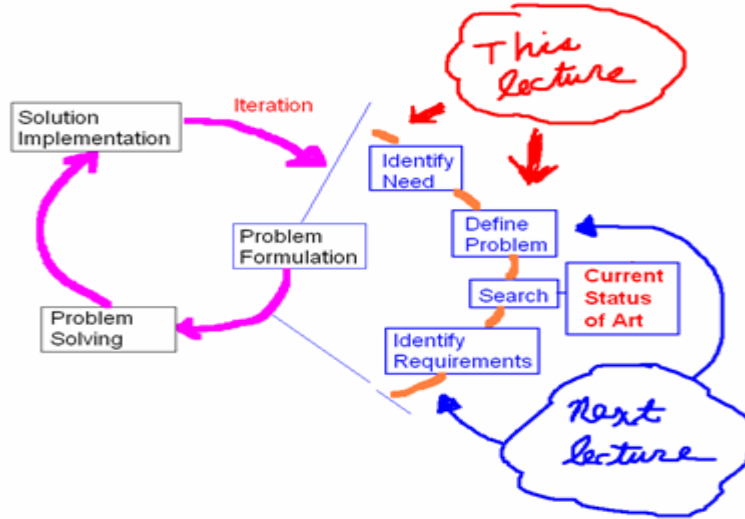 This
lecture
Iteration
Solution
Implementation
Identify
Need
Problem
Formulation
Define
Problem
Search
Current
Status
of Art
Problem
Solving
Identify
Requirements
next
lecture